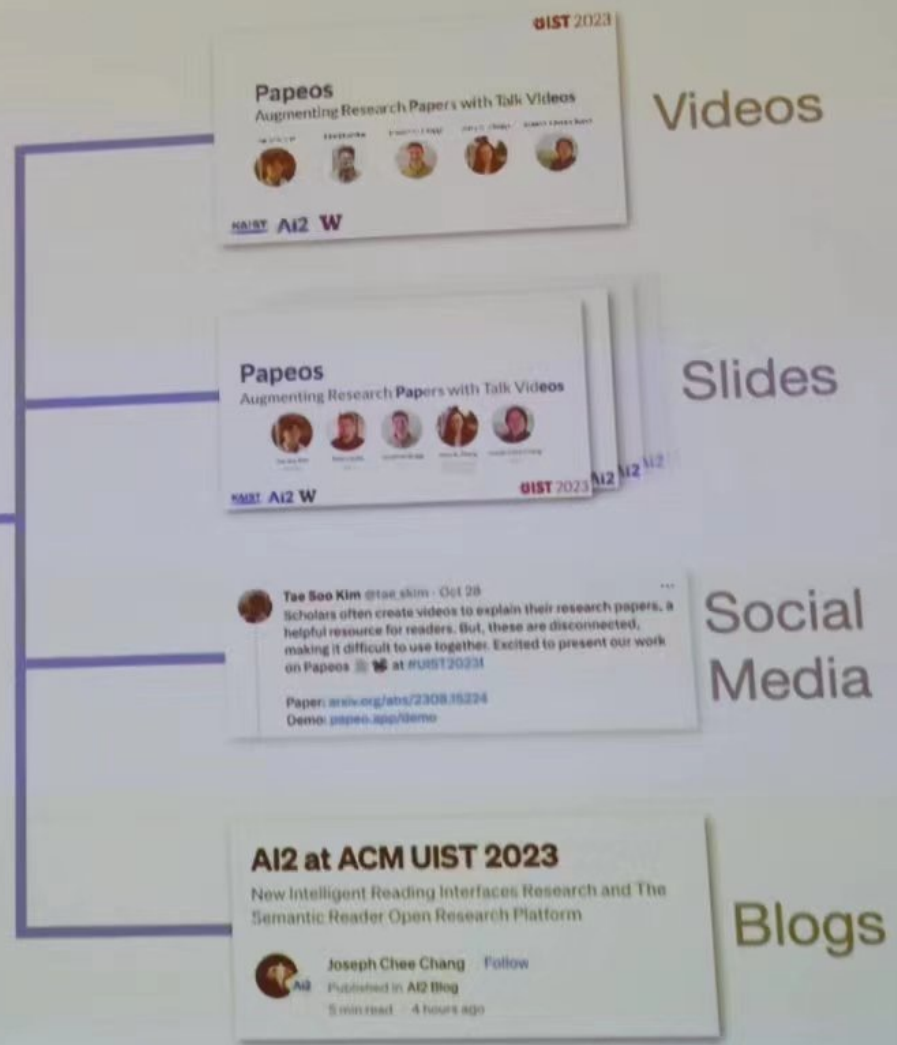 UIST 2023
Papeos
Augmenting Research Papers with Talk Videos
KAIST Ai2 W
Videos
Papeos
Augmenting Research Papers with Talk Videos
KAIST Ai2 W
UIST 2023
Ai2
Ai2
Ai2
Slides
Tae Soo Kim @tae_skim · Oct 28
Scholars often create videos to explain their research papers, a
helpful resource for readers. But, these are disconnected,
making it difficult to use together. Excited to present our work
on Papeos at #UIST2023!
Paper: arxiv.org/abs/2308.15224
Demo: papeo.app/demo
Social
Media
AI2 at ACM UIST 2023
New Intelligent Reading Interfaces Research and The
Semantic Reader Open Research Platform
Joseph Chee Chang · Follow
Ai2
Published in AI2 Blog
5 min read · 4 hours ago
Blogs